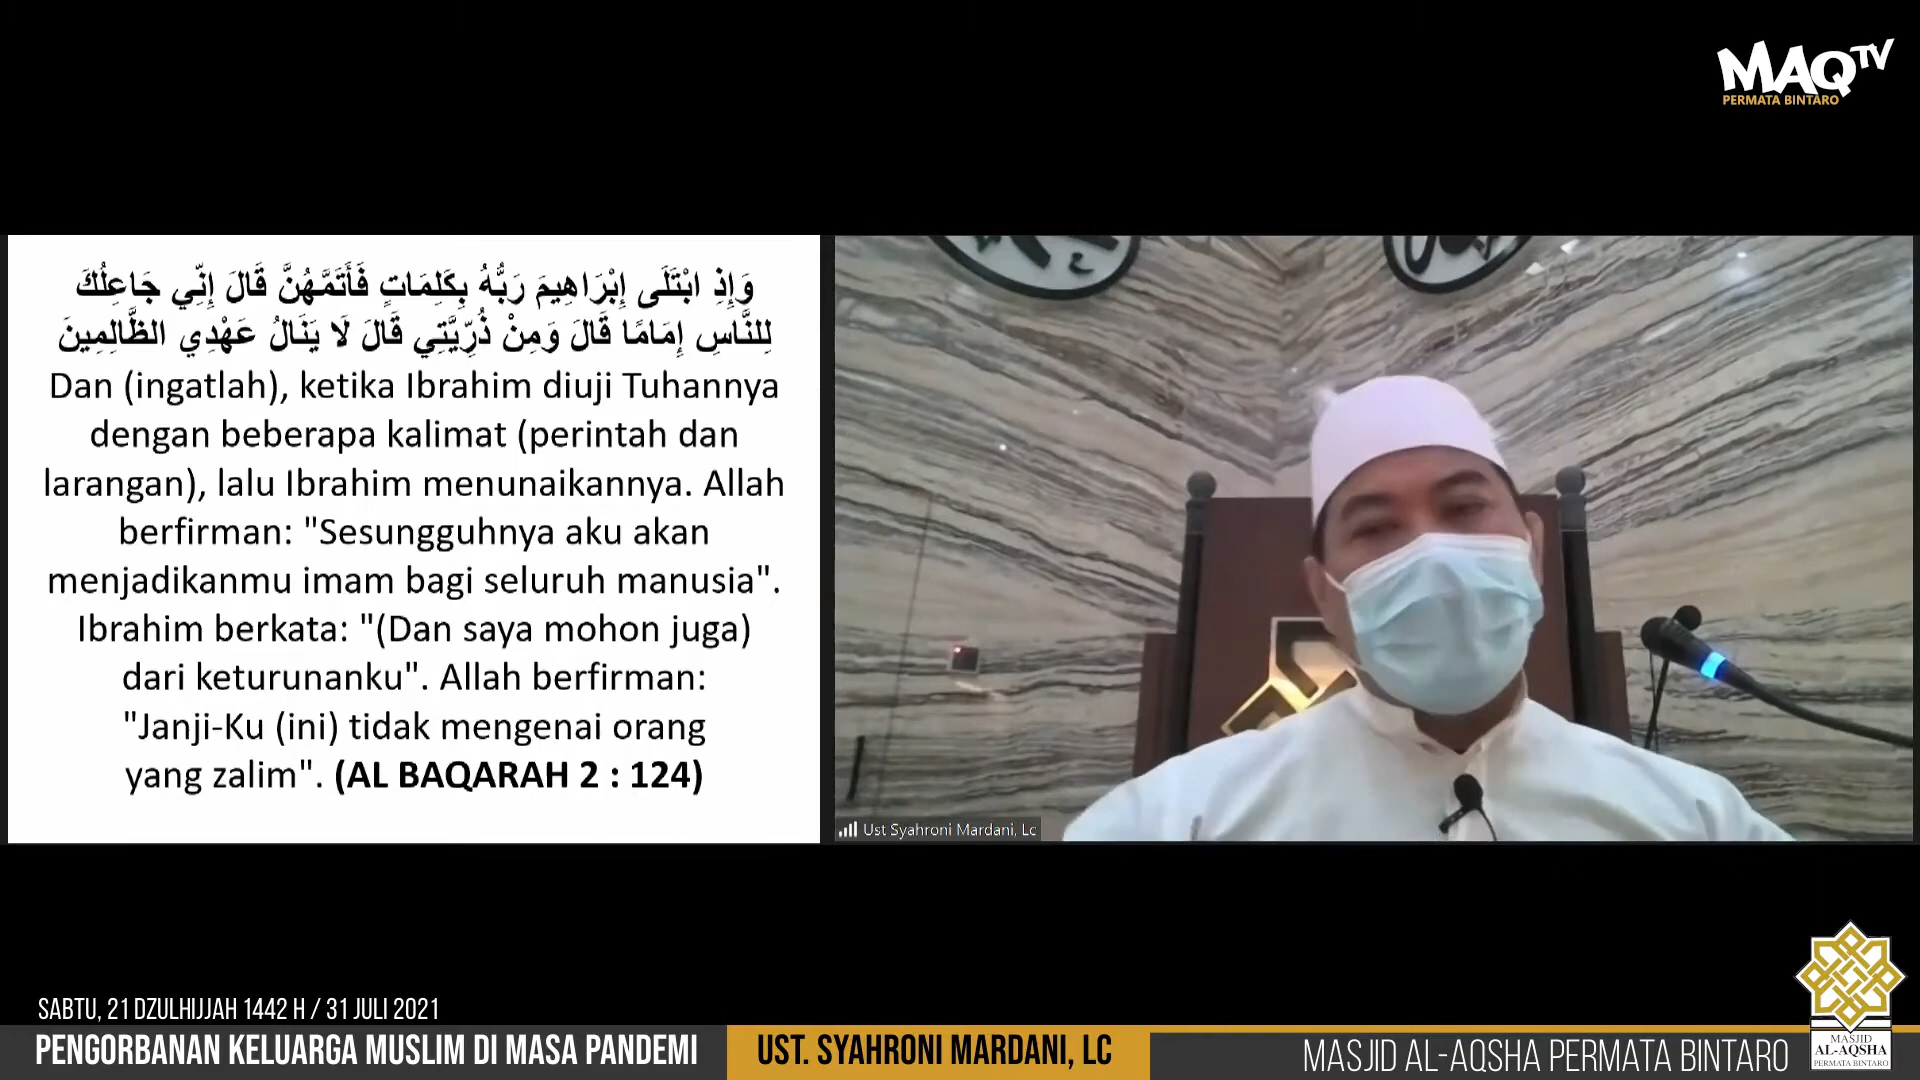 MAQTV
PERMATA BINTARO
وَإِذِ ابْتَلَى إِبْرَاهِيمَ رَبُّهُ بِكَلِمَاتٍ فَأَتَمَّهُنَّ قَالَ إِنِّي جَاعِلُكَ
لِلنَّاسِ إِمَامًا قَالَ وَمِنْ ذُرِّيَّتِي قَالَ لَا يَنَالُ عَهْدِي الظَّالِمِينَ
Dan (ingatlah), ketika Ibrahim diuji Tuhannya
dengan beberapa kalimat (perintah dan
larangan), lalu Ibrahim menunaikannya. Allah
berfirman: "Sesungguhnya aku akan
menjadikanmu imam bagi seluruh manusia".
Ibrahim berkata: "(Dan saya mohon juga)
dari keturunanku". Allah berfirman:
"Janji-Ku (ini) tidak mengenai orang
yang zalim". (AL BAQARAH 2 : 124)
Ust Syahroni Mardani, Lc
SABTU, 21 DZULHIJJAH 1442 H / 31 JULI 2021
PENGORBANAN KELUARGA MUSLIM DI MASA PANDEMI
UST. SYAHRONI MARDANI, LC
MASJID AL-AQSHA PERMATA BINTARO
MASJID
AL-AQSHA
PERMATA BINTARO